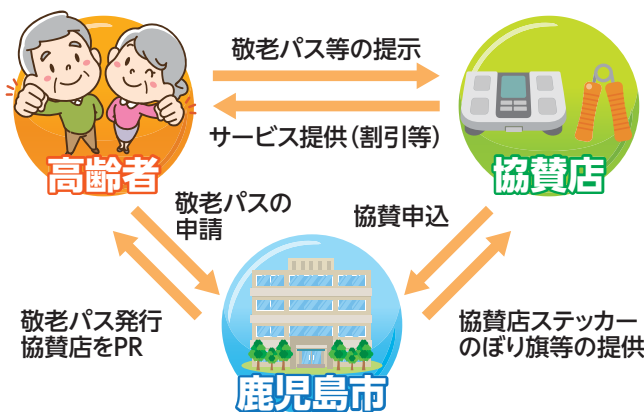 敬老パス等の提示
サービス提供(割引等)
高齢者
協賛店
敬老パスの
申請
協賛申込
敬老パス発行
協賛店をPR
協賛店ステッカー
のぼり旗等の提供
鹿児島市